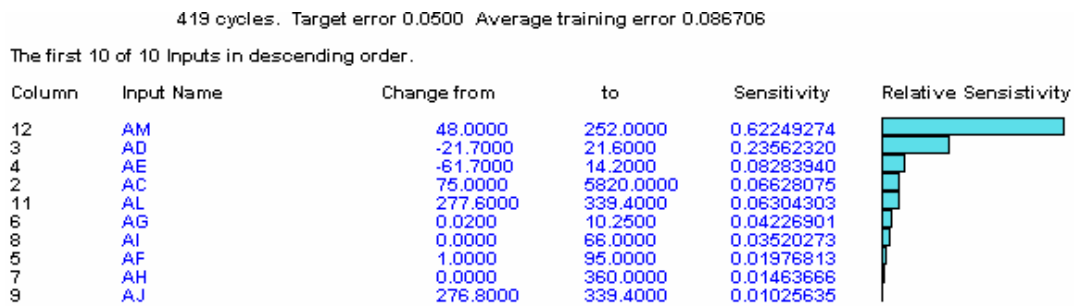 419 cycles. Target error 0.0500 Average training error 0.086706
The first 10 of 10 Inputs in descending order.
Column Input Name Change from to Sensitivity Relative Sensistivity
12 AM 48.0000 252.0000 0.62249274
3 AD -21.7000 21.6000 0.23562320
4 AE -61.7000 14.2000 0.08283940
2 AC 75.0000 5820.0000 0.06628075
11 AL 277.6000 339.4000 0.06304303
6 AG 0.0200 10.2500 0.04226901
8 AI 0.0000 66.0000 0.03520273
5 AF 1.0000 95.0000 0.01976813
7 AH 0.0000 360.0000 0.01463666
9 AJ 276.8000 339.4000 0.01025635